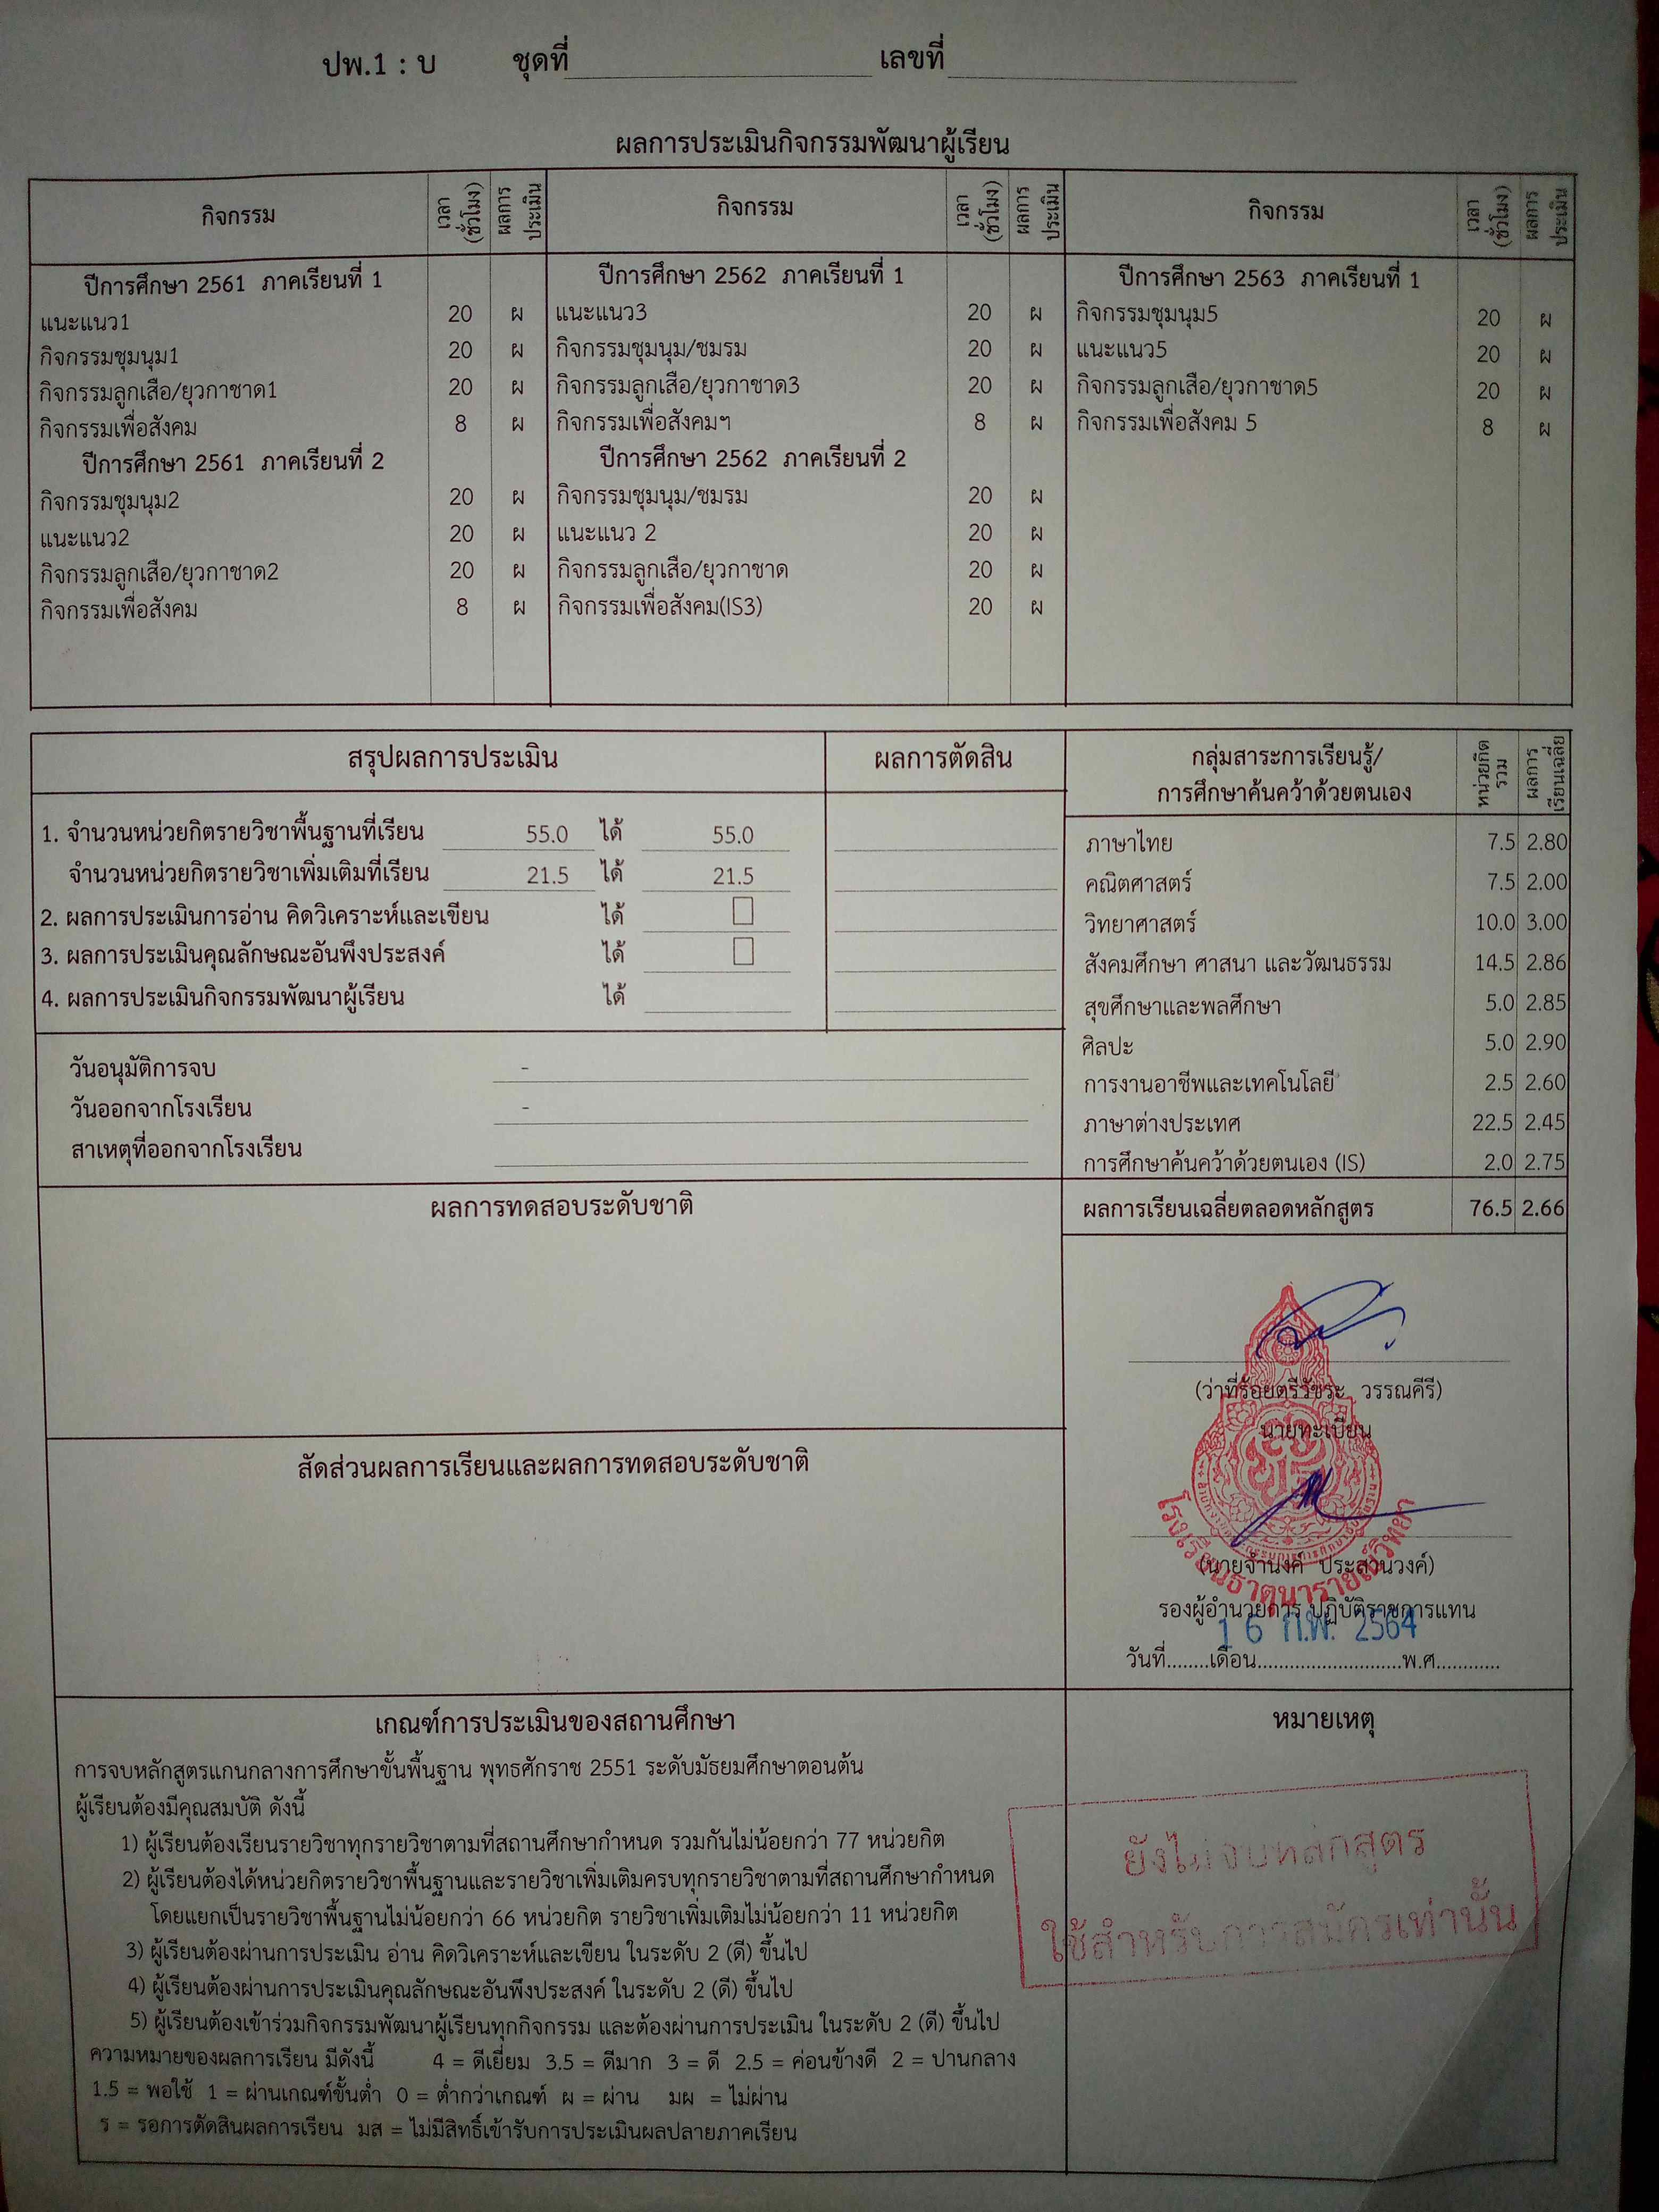 ปพ.1 : บ ชุดที่ เลขที่
ผลการประเมินกิจกรรมพัฒนาผู้เรียน
กิจกรรม เวลา (ชั่วโมง) ผลการประเมิน กิจกรรม เวลา (ชั่วโมง) ผลการประเมิน กิจกรรม เวลา (ชั่วโมง) ผลการประเมิน
ปีการศึกษา 2561 ภาคเรียนที่ 1
แนะแนว1 20 ผ
กิจกรรมชุมนุม1 20 ผ
กิจกรรมลูกเสือ/ยุวกาชาด1 20 ผ
กิจกรรมเพื่อสังคม 8 ผ
ปีการศึกษา 2561 ภาคเรียนที่ 2
กิจกรรมชุมนุม2 20 ผ
แนะแนว2 20 ผ
กิจกรรมลูกเสือ/ยุวกาชาด2 20 ผ
กิจกรรมเพื่อสังคม 8 ผ
ปีการศึกษา 2562 ภาคเรียนที่ 1
แนะแนว3 20 ผ
กิจกรรมชุมนุม/ชมรม 20 ผ
กิจกรรมลูกเสือ/ยุวกาชาด3 20 ผ
กิจกรรมเพื่อสังคมฯ 8 ผ
ปีการศึกษา 2562 ภาคเรียนที่ 2
กิจกรรมชุมนุม/ชมรม 20 ผ
แนะแนว 2 20 ผ
กิจกรรมลูกเสือ/ยุวกาชาด 20 ผ
กิจกรรมเพื่อสังคม(IS3) 20 ผ
ปีการศึกษา 2563 ภาคเรียนที่ 1
กิจกรรมชุมนุม5 20 ผ
แนะแนว5 20 ผ
กิจกรรมลูกเสือ/ยุวกาชาด5 20 ผ
กิจกรรมเพื่อสังคม 5 8 ผ
สรุปผลการประเมิน ผลการตัดสิน
1. จำนวนหน่วยกิตรายวิชาพื้นฐานที่เรียน 55.0 ได้ 55.0
จำนวนหน่วยกิตรายวิชาเพิ่มเติมที่เรียน 21.5 ได้ 21.5
2. ผลการประเมินการอ่าน คิดวิเคราะห์และเขียน ได้
3. ผลการประเมินคุณลักษณะอันพึงประสงค์ ได้
4. ผลการประเมินกิจกรรมพัฒนาผู้เรียน ได้
วันอนุมัติการจบ -
วันออกจากโรงเรียน -
สาเหตุที่ออกจากโรงเรียน
กลุ่มสาระการเรียนรู้/
การศึกษาค้นคว้าด้วยตนเอง หน่วยกิตรวม ผลการเรียนเฉลี่ย
ภาษาไทย 7.5 2.80
คณิตศาสตร์ 7.5 2.00
วิทยาศาสตร์ 10.0 3.00
สังคมศึกษา ศาสนา และวัฒนธรรม 14.5 2.86
สุขศึกษาและพลศึกษา 5.0 2.85
ศิลปะ 5.0 2.90
การงานอาชีพและเทคโนโลยี 2.5 2.60
ภาษาต่างประเทศ 22.5 2.45
การศึกษาค้นคว้าด้วยตนเอง (IS) 2.0 2.75
ผลการเรียนเฉลี่ยตลอดหลักสูตร 76.5 2.66
ผลการทดสอบระดับชาติ
สัดส่วนผลการเรียนและผลการทดสอบระดับชาติ
(ว่าที่ร้อยตรีวัชระ วรรณคีรี)
นายทะเบียน
โรงเรียนธาตุนารายณ์วิทยา
(นายจำนงค์ ประสานวงค์)
รองผู้อำนวยการ ปฏิบัติราชการแทน
16 ก.พ. 2564
วันที่........เดือน...........................พ.ศ............
เกณฑ์การประเมินของสถานศึกษา
การจบหลักสูตรแกนกลางการศึกษาขั้นพื้นฐาน พุทธศักราช 2551 ระดับมัธยมศึกษาตอนต้น
ผู้เรียนต้องมีคุณสมบัติ ดังนี้
1) ผู้เรียนต้องเรียนรายวิชาทุกรายวิชาตามที่สถานศึกษากำหนด รวมกันไม่น้อยกว่า 77 หน่วยกิต
2) ผู้เรียนต้องได้หน่วยกิตรายวิชาพื้นฐานและรายวิชาเพิ่มเติมครบทุกรายวิชาตามที่สถานศึกษากำหนด
โดยแยกเป็นรายวิชาพื้นฐานไม่น้อยกว่า 66 หน่วยกิต รายวิชาเพิ่มเติมไม่น้อยกว่า 11 หน่วยกิต
3) ผู้เรียนต้องผ่านการประเมิน อ่าน คิดวิเคราะห์และเขียน ในระดับ 2 (ดี) ขึ้นไป
4) ผู้เรียนต้องผ่านการประเมินคุณลักษณะอันพึงประสงค์ ในระดับ 2 (ดี) ขึ้นไป
5) ผู้เรียนต้องเข้าร่วมกิจกรรมพัฒนาผู้เรียนทุกกิจกรรม และต้องผ่านการประเมิน ในระดับ 2 (ดี) ขึ้นไป
ความหมายของผลการเรียน มีดังนี้ 4 = ดีเยี่ยม 3.5 = ดีมาก 3 = ดี 2.5 = ค่อนข้างดี 2 = ปานกลาง
1.5 = พอใช้ 1 = ผ่านเกณฑ์ขั้นต่ำ 0 = ต่ำกว่าเกณฑ์ ผ = ผ่าน มผ = ไม่ผ่าน
ร = รอการตัดสินผลการเรียน มส = ไม่มีสิทธิ์เข้ารับการประเมินผลปลายภาคเรียน
หมายเหตุ
ยังไม่จบหลักสูตร
ใช้สำหรับการสมัครเท่านั้น